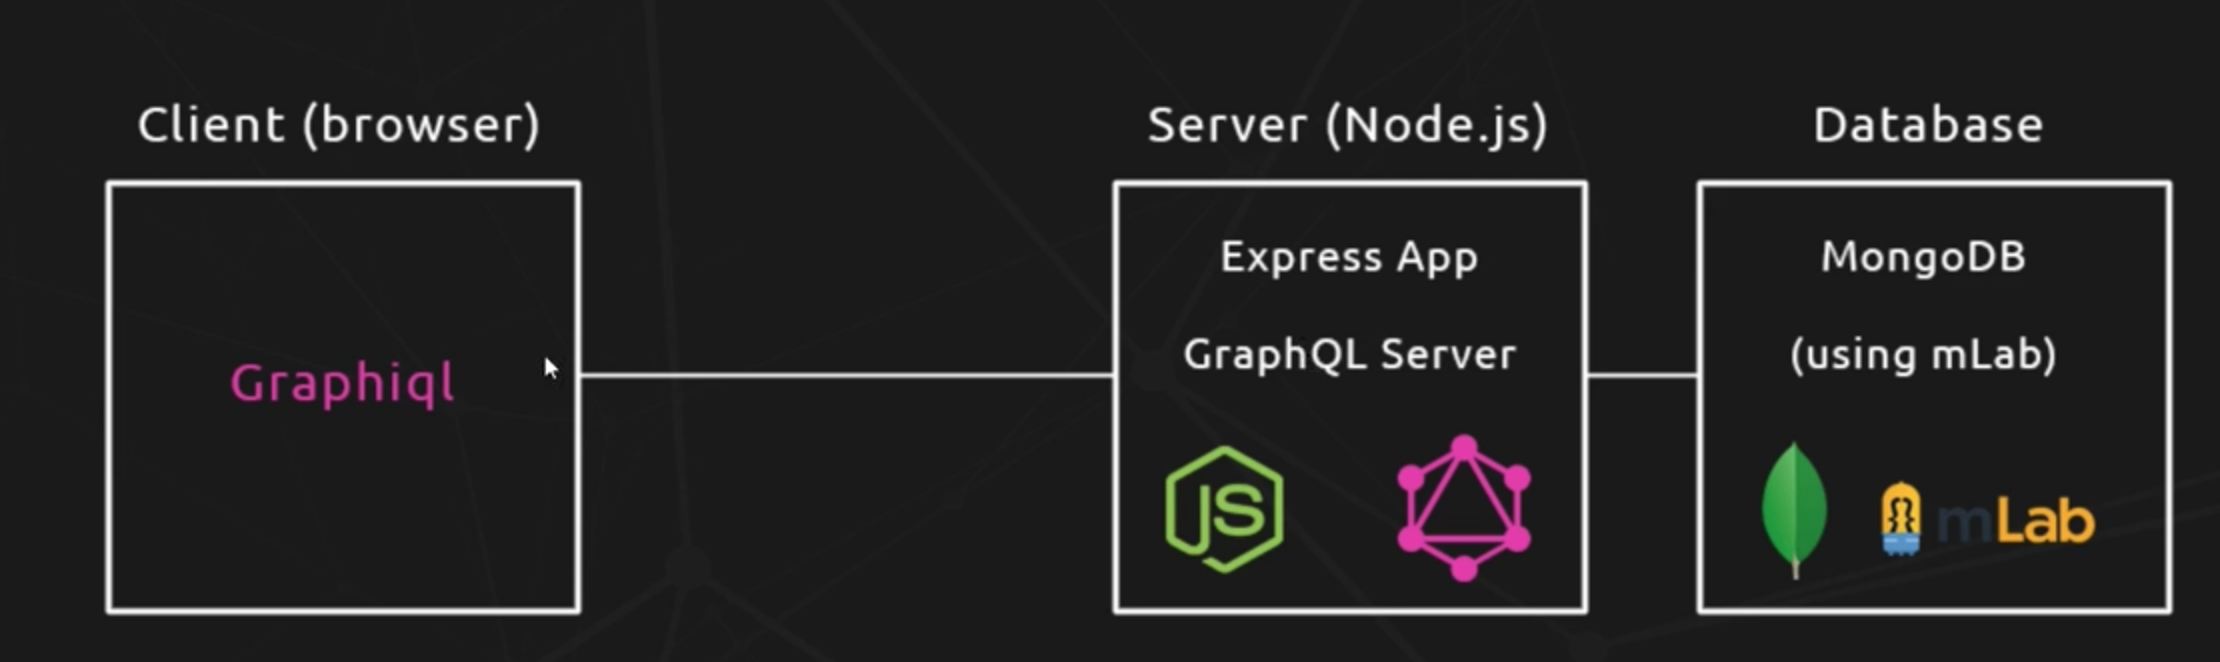 Client (browser)
Graphiql
Server (Node.js)
Express App
GraphQL Server
JS
Database
MongoDB
(using mLab)
mLab